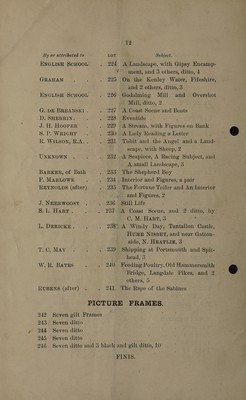 12
By or attributed to LOT Subject.
ENGLISH SCHOOL . 224 A Landscape, with Gipsy Encamp-
ment, and 3 others, ditto, 4
GRAHAM . . . 225 On the Kenley Water, Fifeshire,
and 2 others, ditto, 3
ENGLISH SCHOOL . 226 Godalming Mill and Overshot
Mill, ditto, 2
G. DE BREANSKI . . 227 A Coast Scene and Boats
D. SHERRIN . . . 228 Eventide
J. H. HOOPER . . 229 A Stream, with Figures on Bank
S. P. WRIGHT . . 230 A Lady Reading a Letter
R. WILSON, R.A. . . 231 Tobit and the Angel and a Land-
scape, with Sheep, 2
UNKNOWN . . . 232 A Seapiece, A Racing Subject, and
A small Landscape, 3
BARKER, of Bath . 233 The Shepherd Boy
F. MARLOWE . . 234 Interior and Figures, a pair
REYNOLDS (after) . 235 The Fortune Teller and An Interior
and Figures, 2
J. NEERWOORT . 236 Still Life
S. L. HART . . . 237 A Coast Scene, and 2 ditto, by
C. M. HART, 3
L. DERICKE . . . 238 A Windy Day, Tantallon Castle,
HUME NISBET, and near Gates-
side, N. HEATLIE, 3
T. C. MAY . . . 239 Skipping at Portsmouth and Spit-
head, 3
W. R. BATES . . 240 Feeding Poultry, Old Hammersmith
Bridge, Langdale Pikes, and 2
others, 5
RUBENS (after) . . 241 The Rape of the Sabines
PICTURE FRAMES.
242 Seven gilt Frames
243 Seven ditto
244 Seven ditto
245 Seven ditto
246 Seven ditto and 3 black and gilt ditto, 10
FINIS.